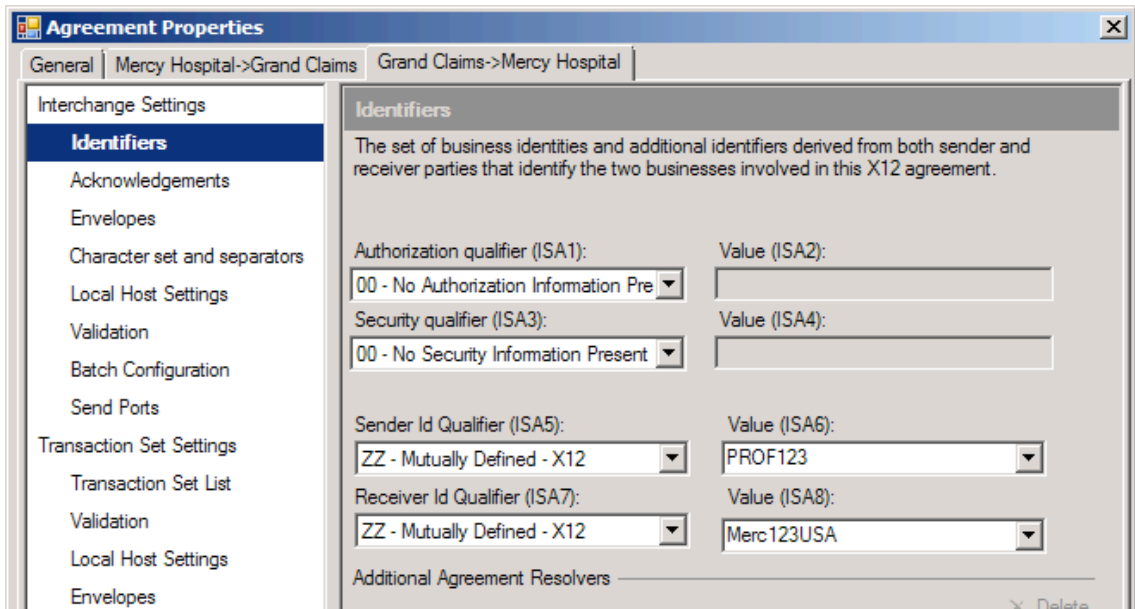 Agreement Properties
General
Mercy Hospital->Grand Claims
Grand Claims->Mercy Hospital
Interchange Settings
Identifiers
Acknowledgements
Envelopes
Character set and separators
Local Host Settings
Validation
Batch Configuration
Send Ports
Transaction Set Settings
Transaction Set List
Validation
Local Host Settings
Envelopes
Identifiers
The set of business identities and additional identifiers derived from both sender and
receiver parties that identify the two businesses involved in this X12 agreement.
Authorization qualifier (ISA1):
Value (ISA2):
00 - No Authorization Information Pre
Security qualifier (ISA3):
Value (ISA4):
00 - No Security Information Present
Sender Id Qualifier (ISA5):
Value (ISA6):
ZZ - Mutually Defined - X12
PROF123
Receiver Id Qualifier (ISA7):
Value (ISA8):
ZZ - Mutually Defined - X12
Merc123USA
Additional Agreement Resolvers
Delete